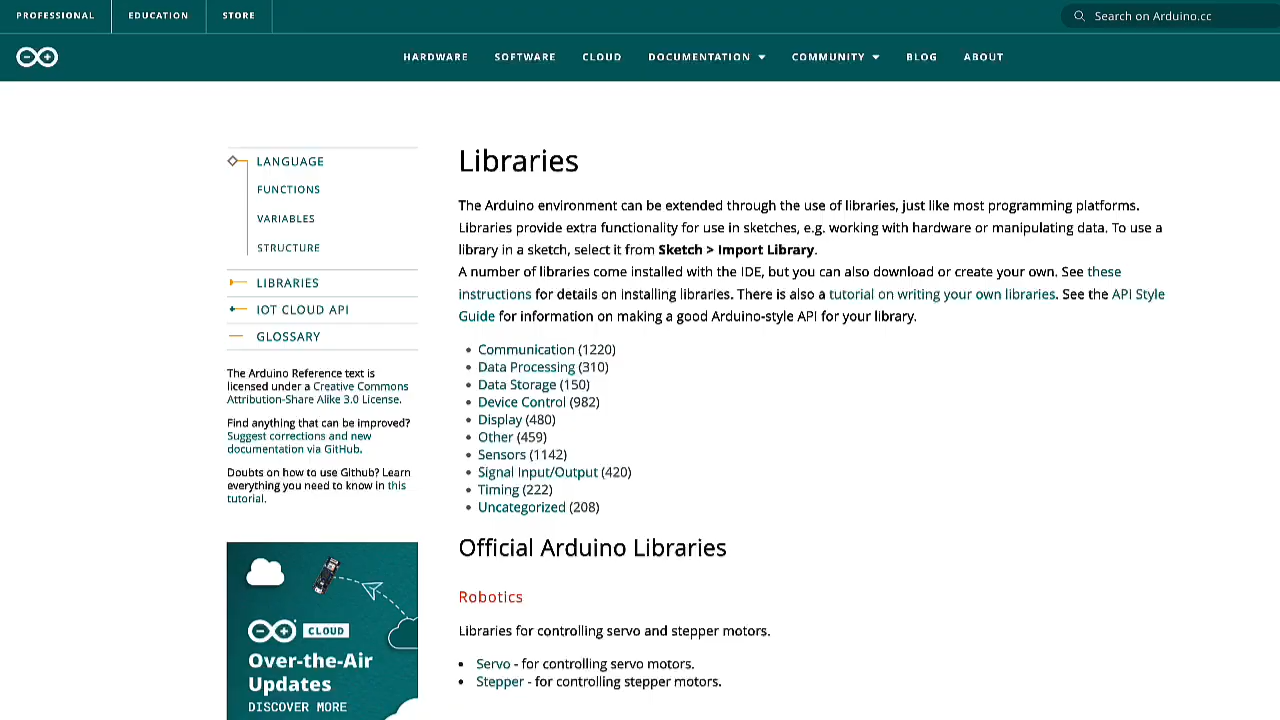 PROFESSIONAL
EDUCATION
STORE
Search on Arduino.cc
HARDWARE
SOFTWARE
CLOUD
DOCUMENTATION
COMMUNITY
BLOG
ABOUT
LANGUAGE
FUNCTIONS
VARIABLES
STRUCTURE
LIBRARIES
IOT CLOUD API
GLOSSARY
The Arduino Reference text is
licensed under a Creative Commons
Attribution-Share Alike 3.0 License.
Find anything that can be improved?
Suggest corrections and new
documentation via GitHub.
Doubts on how to use Github? Learn
everything you need to know in this
tutorial.
CLOUD
Over-the-Air
Updates
DISCOVER MORE
Libraries
The Arduino environment can be extended through the use of libraries, just like most programming platforms.
Libraries provide extra functionality for use in sketches, e.g. working with hardware or manipulating data. To use a
library in a sketch, select it from Sketch > Import Library.
A number of libraries come installed with the IDE, but you can also download or create your own. See these
instructions for details on installing libraries. There is also a tutorial on writing your own libraries. See the API Style
Guide for information on making a good Arduino-style API for your library.
Communication (1220)
Data Processing (310)
Data Storage (150)
Device Control (982)
Display (480)
Other (459)
Sensors (1142)
Signal Input/Output (420)
Timing (222)
Uncategorized (208)
Official Arduino Libraries
Robotics
Libraries for controlling servo and stepper motors.
Servo - for controlling servo motors.
Stepper - for controlling stepper motors.